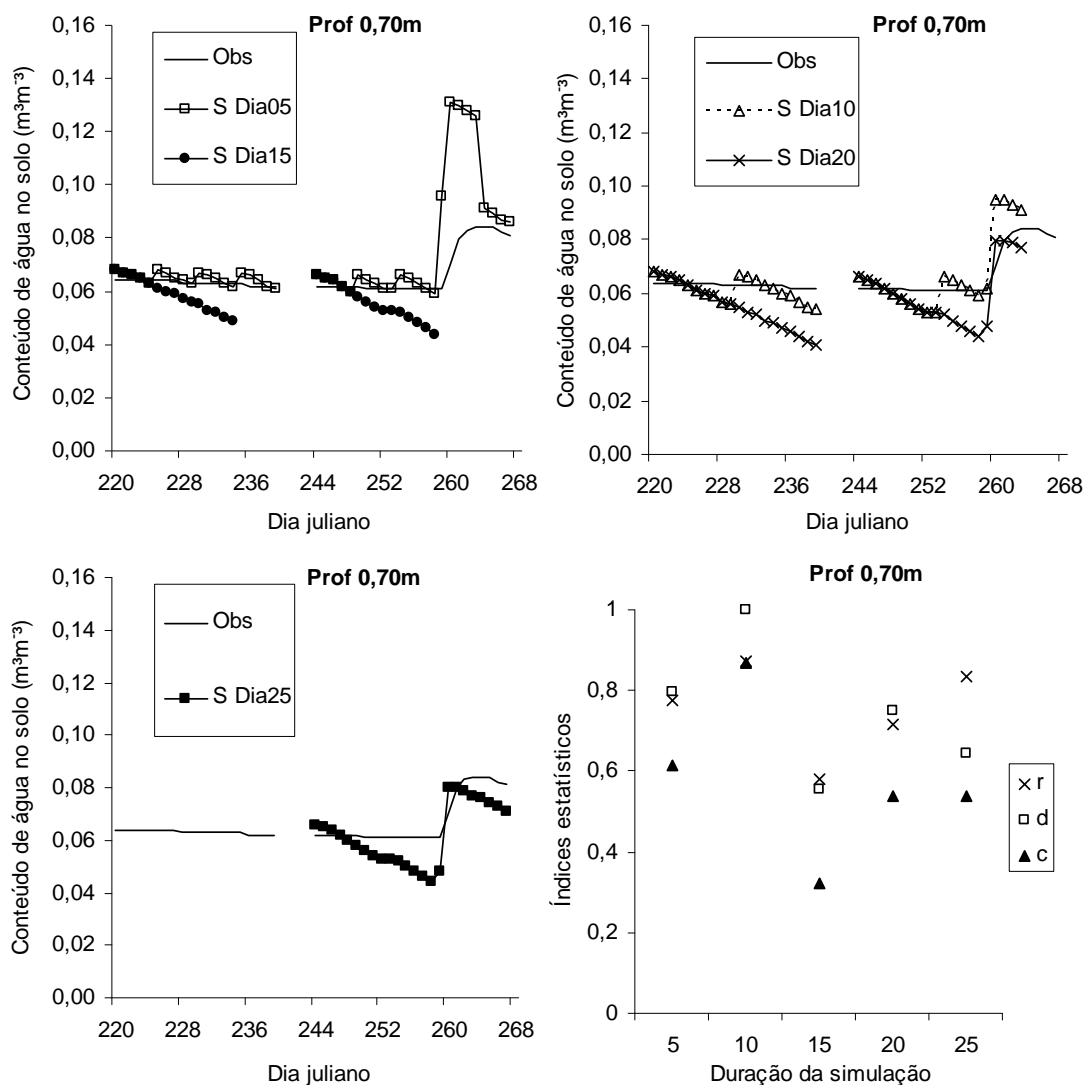 Prof 0,70m
Conteúdo de água no solo (m³m⁻³)
0,16
0,14
0,12
0,10
0,08
0,06
0,04
0,02
0,00
Obs
S Dia05
S Dia15
220 228 236 244 252 260 268
Dia juliano
Prof 0,70m
Conteúdo de água no solo (m³m⁻³)
0,16
0,14
0,12
0,10
0,08
0,06
0,04
0,02
0,00
Obs
S Dia10
S Dia20
220 228 236 244 252 260 268
Dia juliano
Prof 0,70m
Conteúdo de água no solo (m³m⁻³)
0,16
0,14
0,12
0,10
0,08
0,06
0,04
0,02
0,00
Obs
S Dia25
220 228 236 244 252 260 268
Dia juliano
Prof 0,70m
Índices estatísticos
1
0,8
0,6
0,4
0,2
0
r
d
c
5 10 15 20 25
Duração da simulação